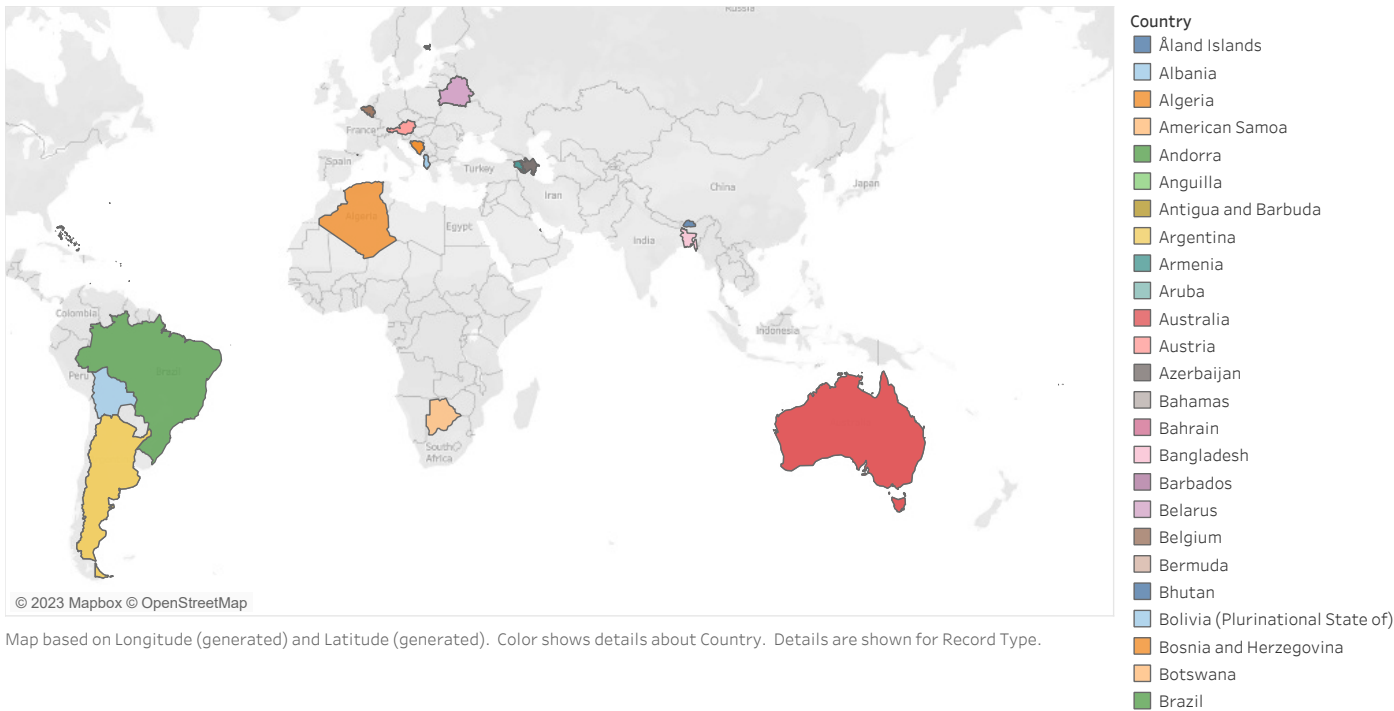 Russia
France
Spain
Turkey
China
Japan
Iran
Algeria
Egypt
India
Colombia
Indonesia
Peru
Brazil
South
Africa
© 2023 Mapbox © OpenStreetMap
Map based on Longitude (generated) and Latitude (generated). Color shows details about Country. Details are shown for Record Type.
Country
Åland Islands
Albania
Algeria
American Samoa
Andorra
Anguilla
Antigua and Barbuda
Argentina
Armenia
Aruba
Australia
Austria
Azerbaijan
Bahamas
Bahrain
Bangladesh
Barbados
Belarus
Belgium
Bermuda
Bhutan
Bolivia (Plurinational State of)
Bosnia and Herzegovina
Botswana
Brazil